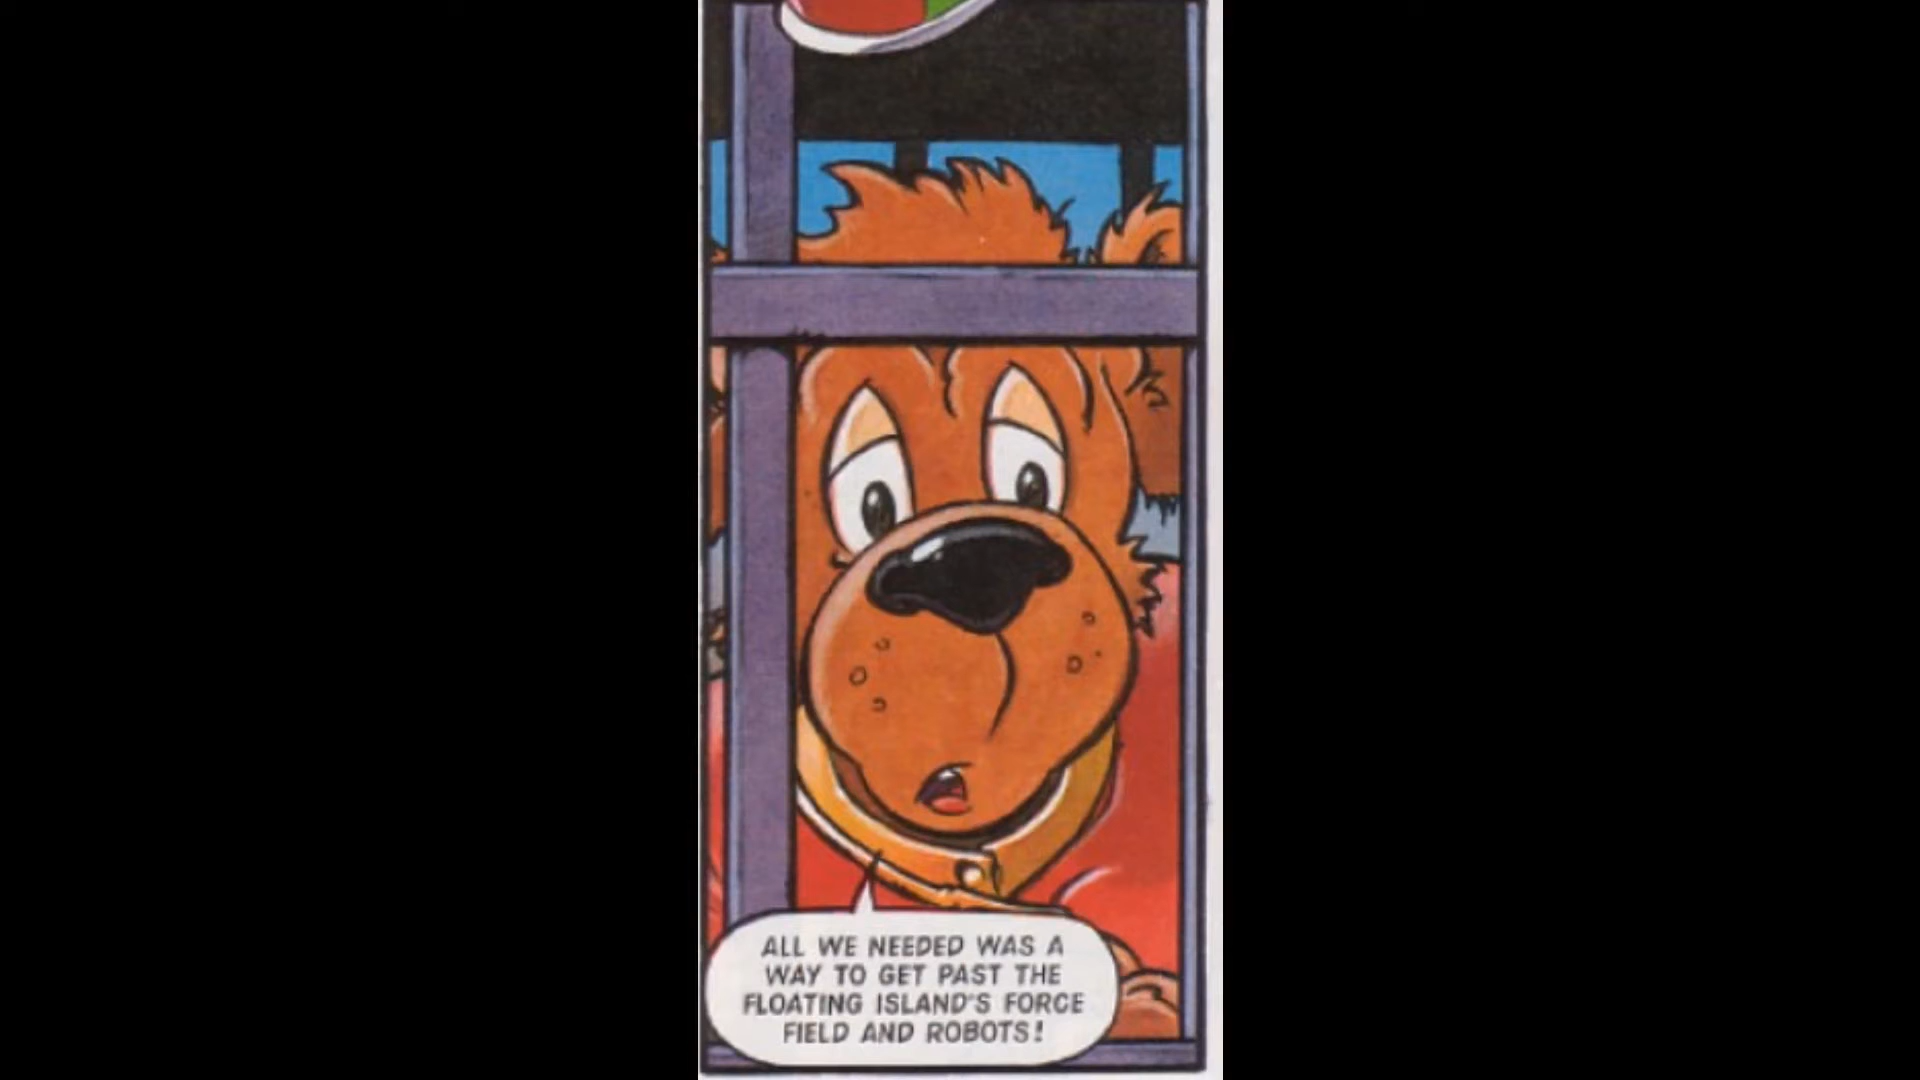 ALL WE NEEDED WAS A
WAY TO GET PAST THE
FLOATING ISLAND'S FORCE
FIELD AND ROBOTS!